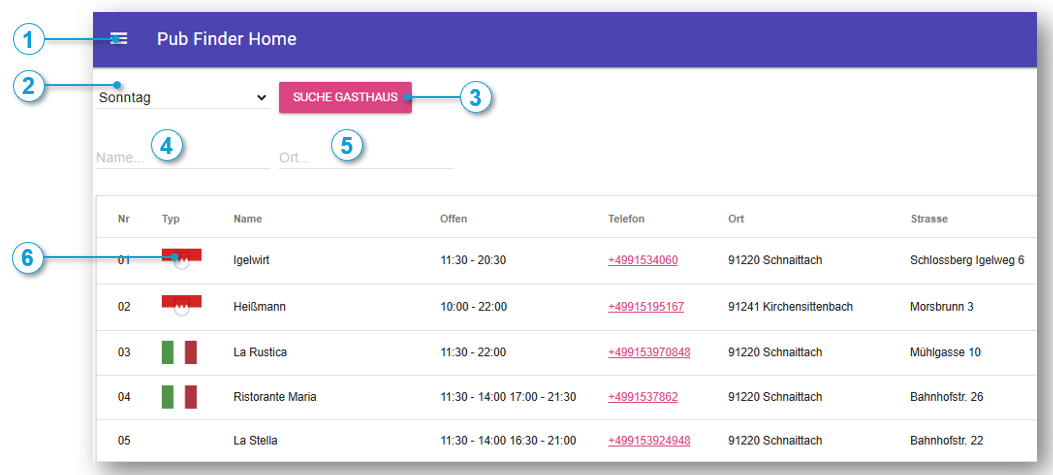 1 Pub Finder Home
2
Sonntag SUCHE GASTHAUS 3
4 5
Name... Ort...
Nr Typ Name Offen Telefon Ort Strasse
6 01 Igelwirt 11:30 - 20:30 +4991534060 91220 Schnaittach Schlossberg Igelweg 6
02 Heißmann 10:00 - 22:00 +49915195167 91241 Kirchensittenbach Morsbrunn 3
03 La Rustica 11:30 - 22:00 +499153970848 91220 Schnaittach Mühlgasse 10
04 Ristorante Maria 11:30 - 14:00 17:00 - 21:30 +4991537862 91220 Schnaittach Bahnhofstr. 26
05 La Stella 11:30 - 14:00 16:30 - 21:00 +499153924948 91220 Schnaittach Bahnhofstr. 22